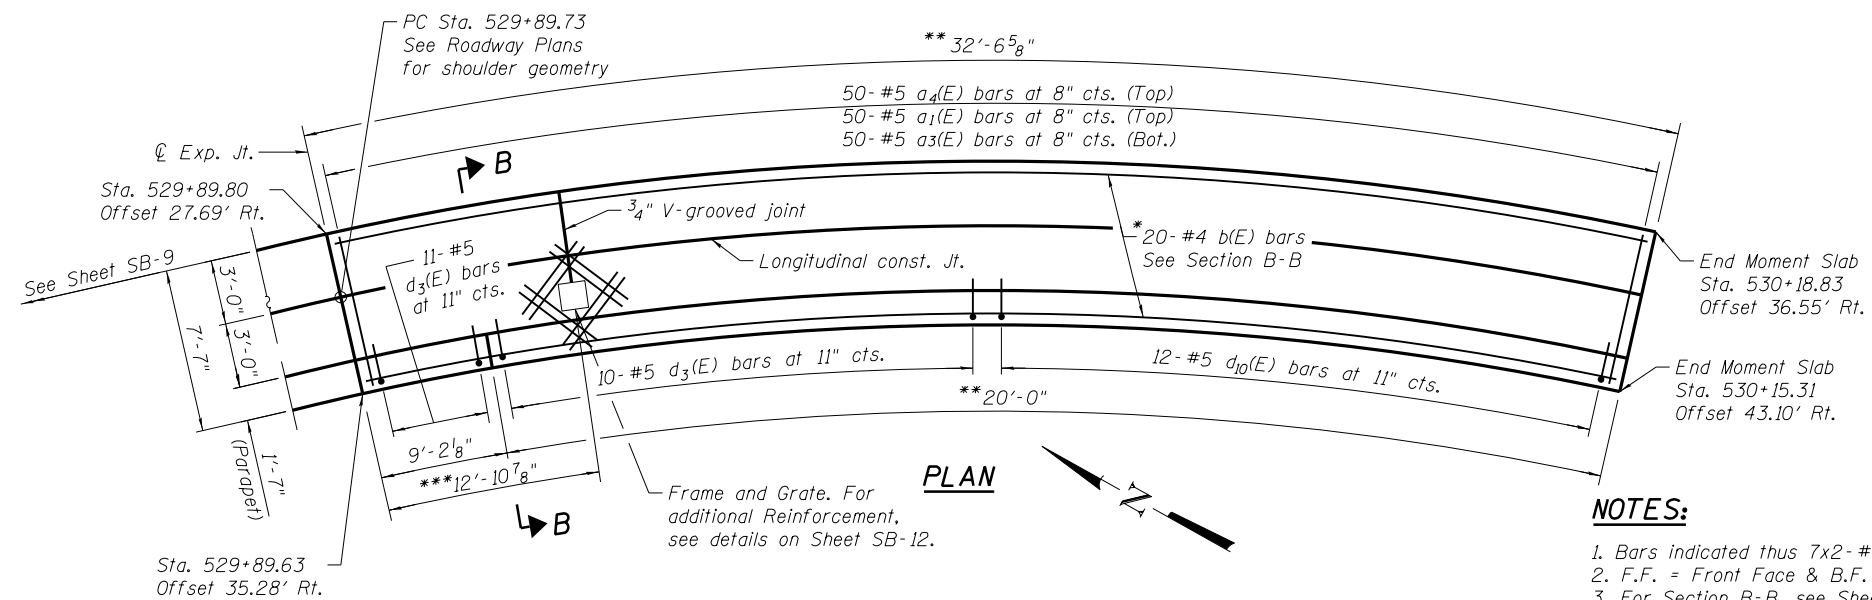 PC Sta. 529+89.73
See Roadway Plans
for shoulder geometry
** 32'-6 5/8"
50-#5 a4(E) bars at 8" cts. (Top)
50-#5 a1(E) bars at 8" cts. (Top)
50-#5 a3(E) bars at 8" cts. (Bot.)
℄ Exp. Jt.
B
Sta. 529+89.80
Offset 27.69' Rt.
3/4" V-grooved joint
*20-#4 b(E) bars
See Section B-B
See Sheet SB-9
11-#5
d3(E) bars
at 11" cts.
Longitudinal const. Jt.
End Moment Slab
Sta. 530+18.83
Offset 36.55' Rt.
3'-0"
3'-0"
7'-7"
10-#5 d3(E) bars at 11" cts.
12-#5 d10(E) bars at 11" cts.
End Moment Slab
Sta. 530+15.31
Offset 43.10' Rt.
**20'-0"
9'-2 1/8"
***12'-10 7/8"
1'-7"
(Parapet)
PLAN
Frame and Grate. For
additional Reinforcement,
see details on Sheet SB-12.
B
Z
NOTES:
Sta. 529+89.63
Offset 35.28' Rt.
1. Bars indicated thus 7x2-#
2. F.F. = Front Face & B.F.
3. For Section B-B, see She